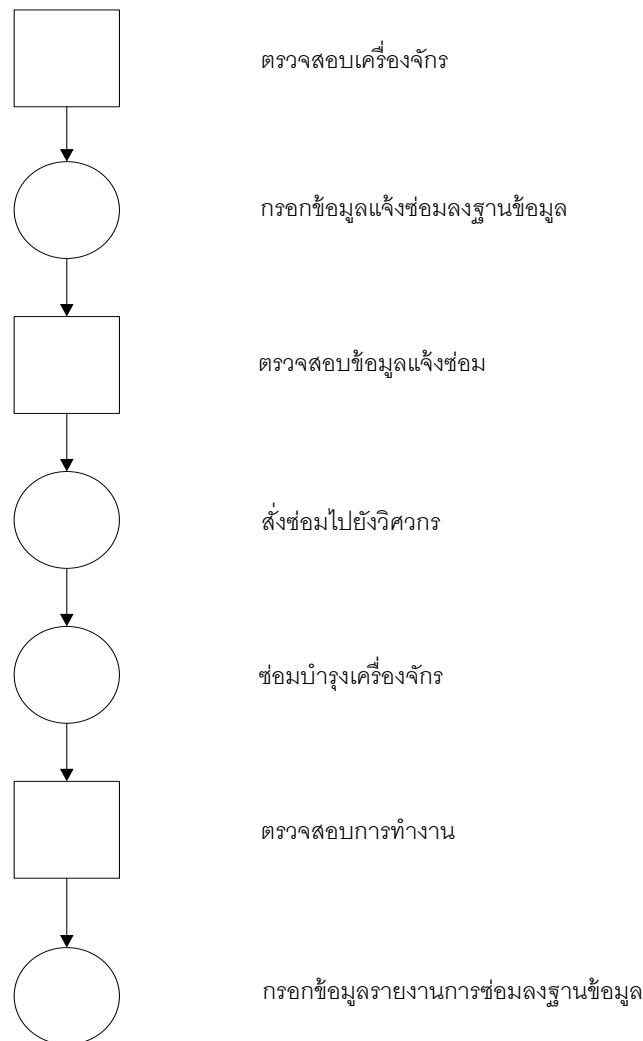 ตรวจสอบเครื่องจักร
กรอกข้อมูลแจ้งซ่อมลงฐานข้อมูล
ตรวจสอบข้อมูลแจ้งซ่อม
สั่งซ่อมไปยังวิศวกร
ซ่อมบำรุงเครื่องจักร
ตรวจสอบการทำงาน
กรอกข้อมูลรายงานการซ่อมลงฐานข้อมูล